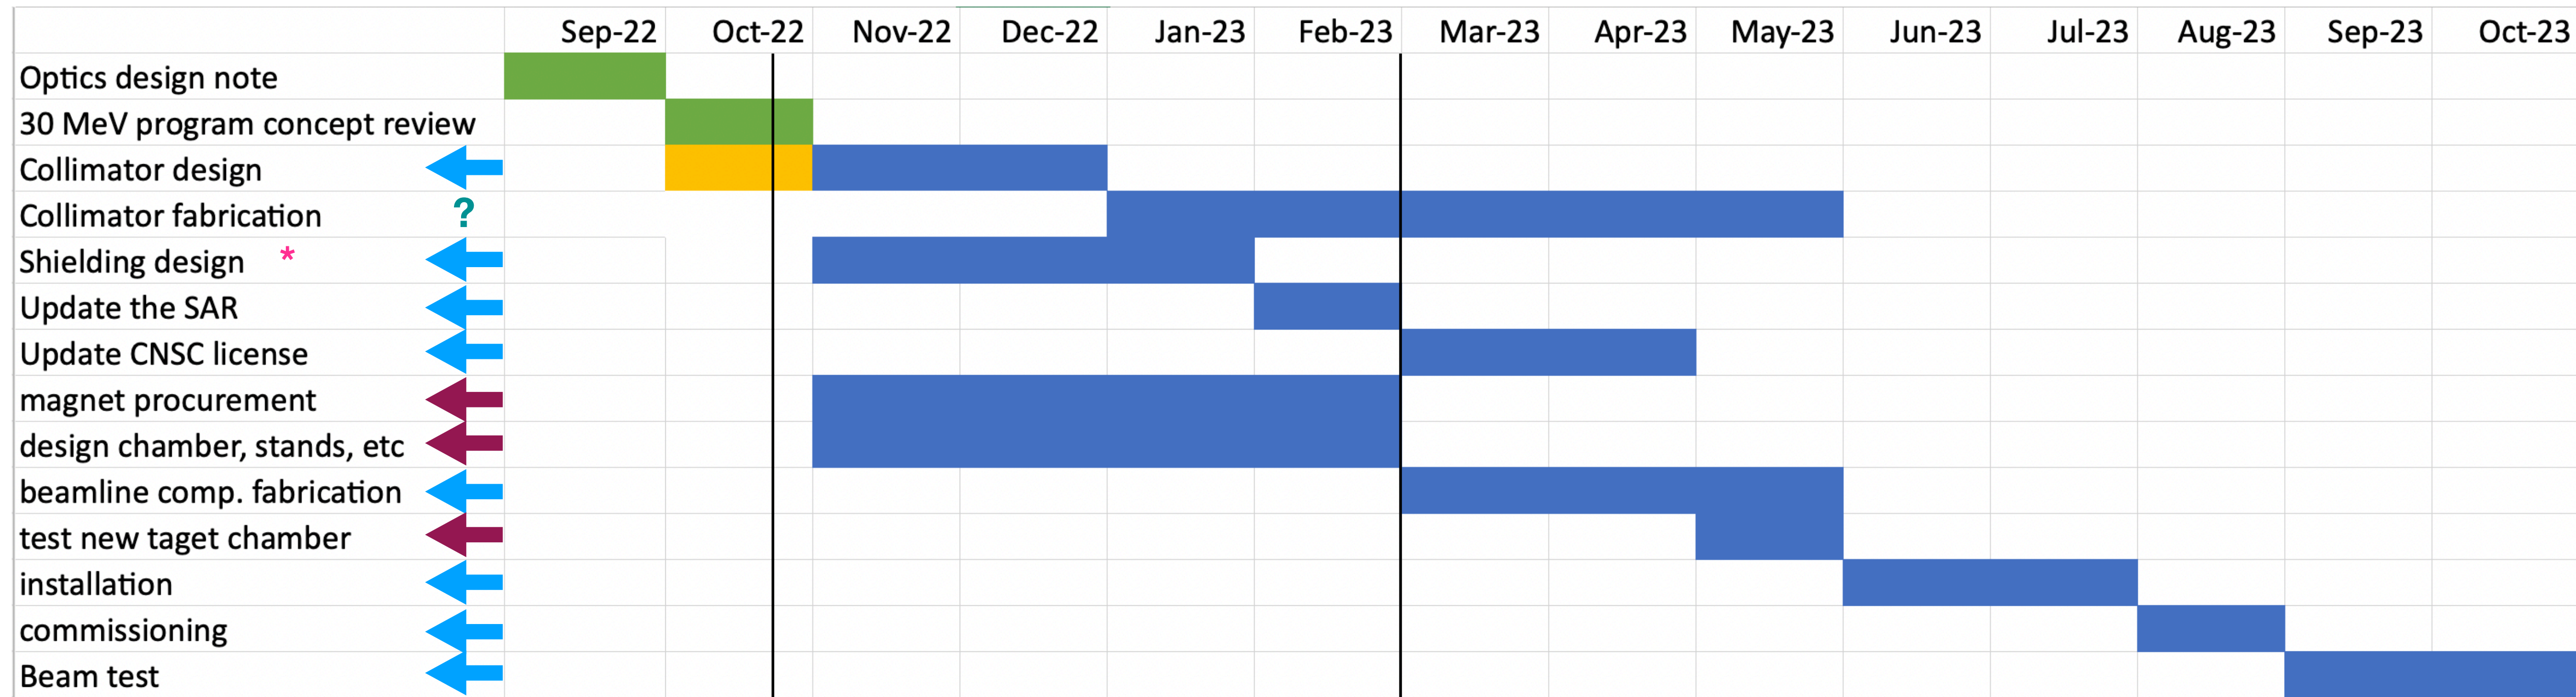 Sep-22 Oct-22 Nov-22 Dec-22 Jan-23 Feb-23 Mar-23 Apr-23 May-23 Jun-23 Jul-23 Aug-23 Sep-23 Oct-23
Optics design note
30 MeV program concept review
Collimator design
Collimator fabrication ?
Shielding design *
Update the SAR
Update CNSC license
magnet procurement
design chamber, stands, etc
beamline comp. fabrication
test new taget chamber
installation
commissioning
Beam test